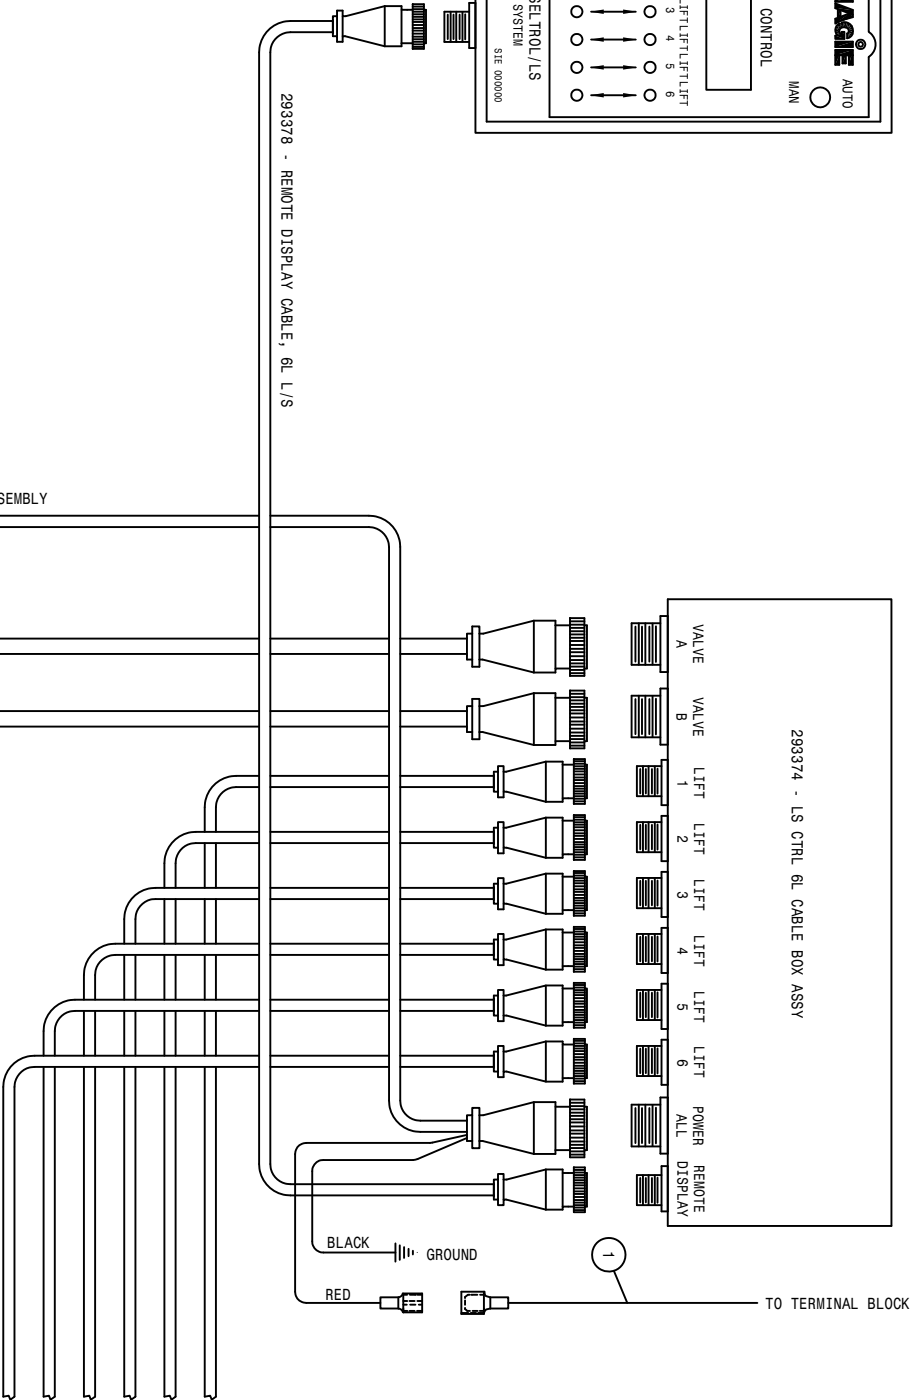 HAGIE
AUTO
MAN
CONTROL
LIFT
3
LIFT
4
LIFT
5
LIFT
6
SELTROL/LS
SYSTEM
SIE 000000
293378 - REMOTE DISPLAY CABLE, 6L L/S
SEMBLY
293374 - LS CTRL 6L CABLE BOX ASSY
VALVE
A
VALVE
B
LIFT
1
LIFT
2
LIFT
3
LIFT
4
LIFT
5
LIFT
6
POWER
ALL
REMOTE
DISPLAY
BLACK
GROUND
1
RED
TO TERMINAL BLOCK